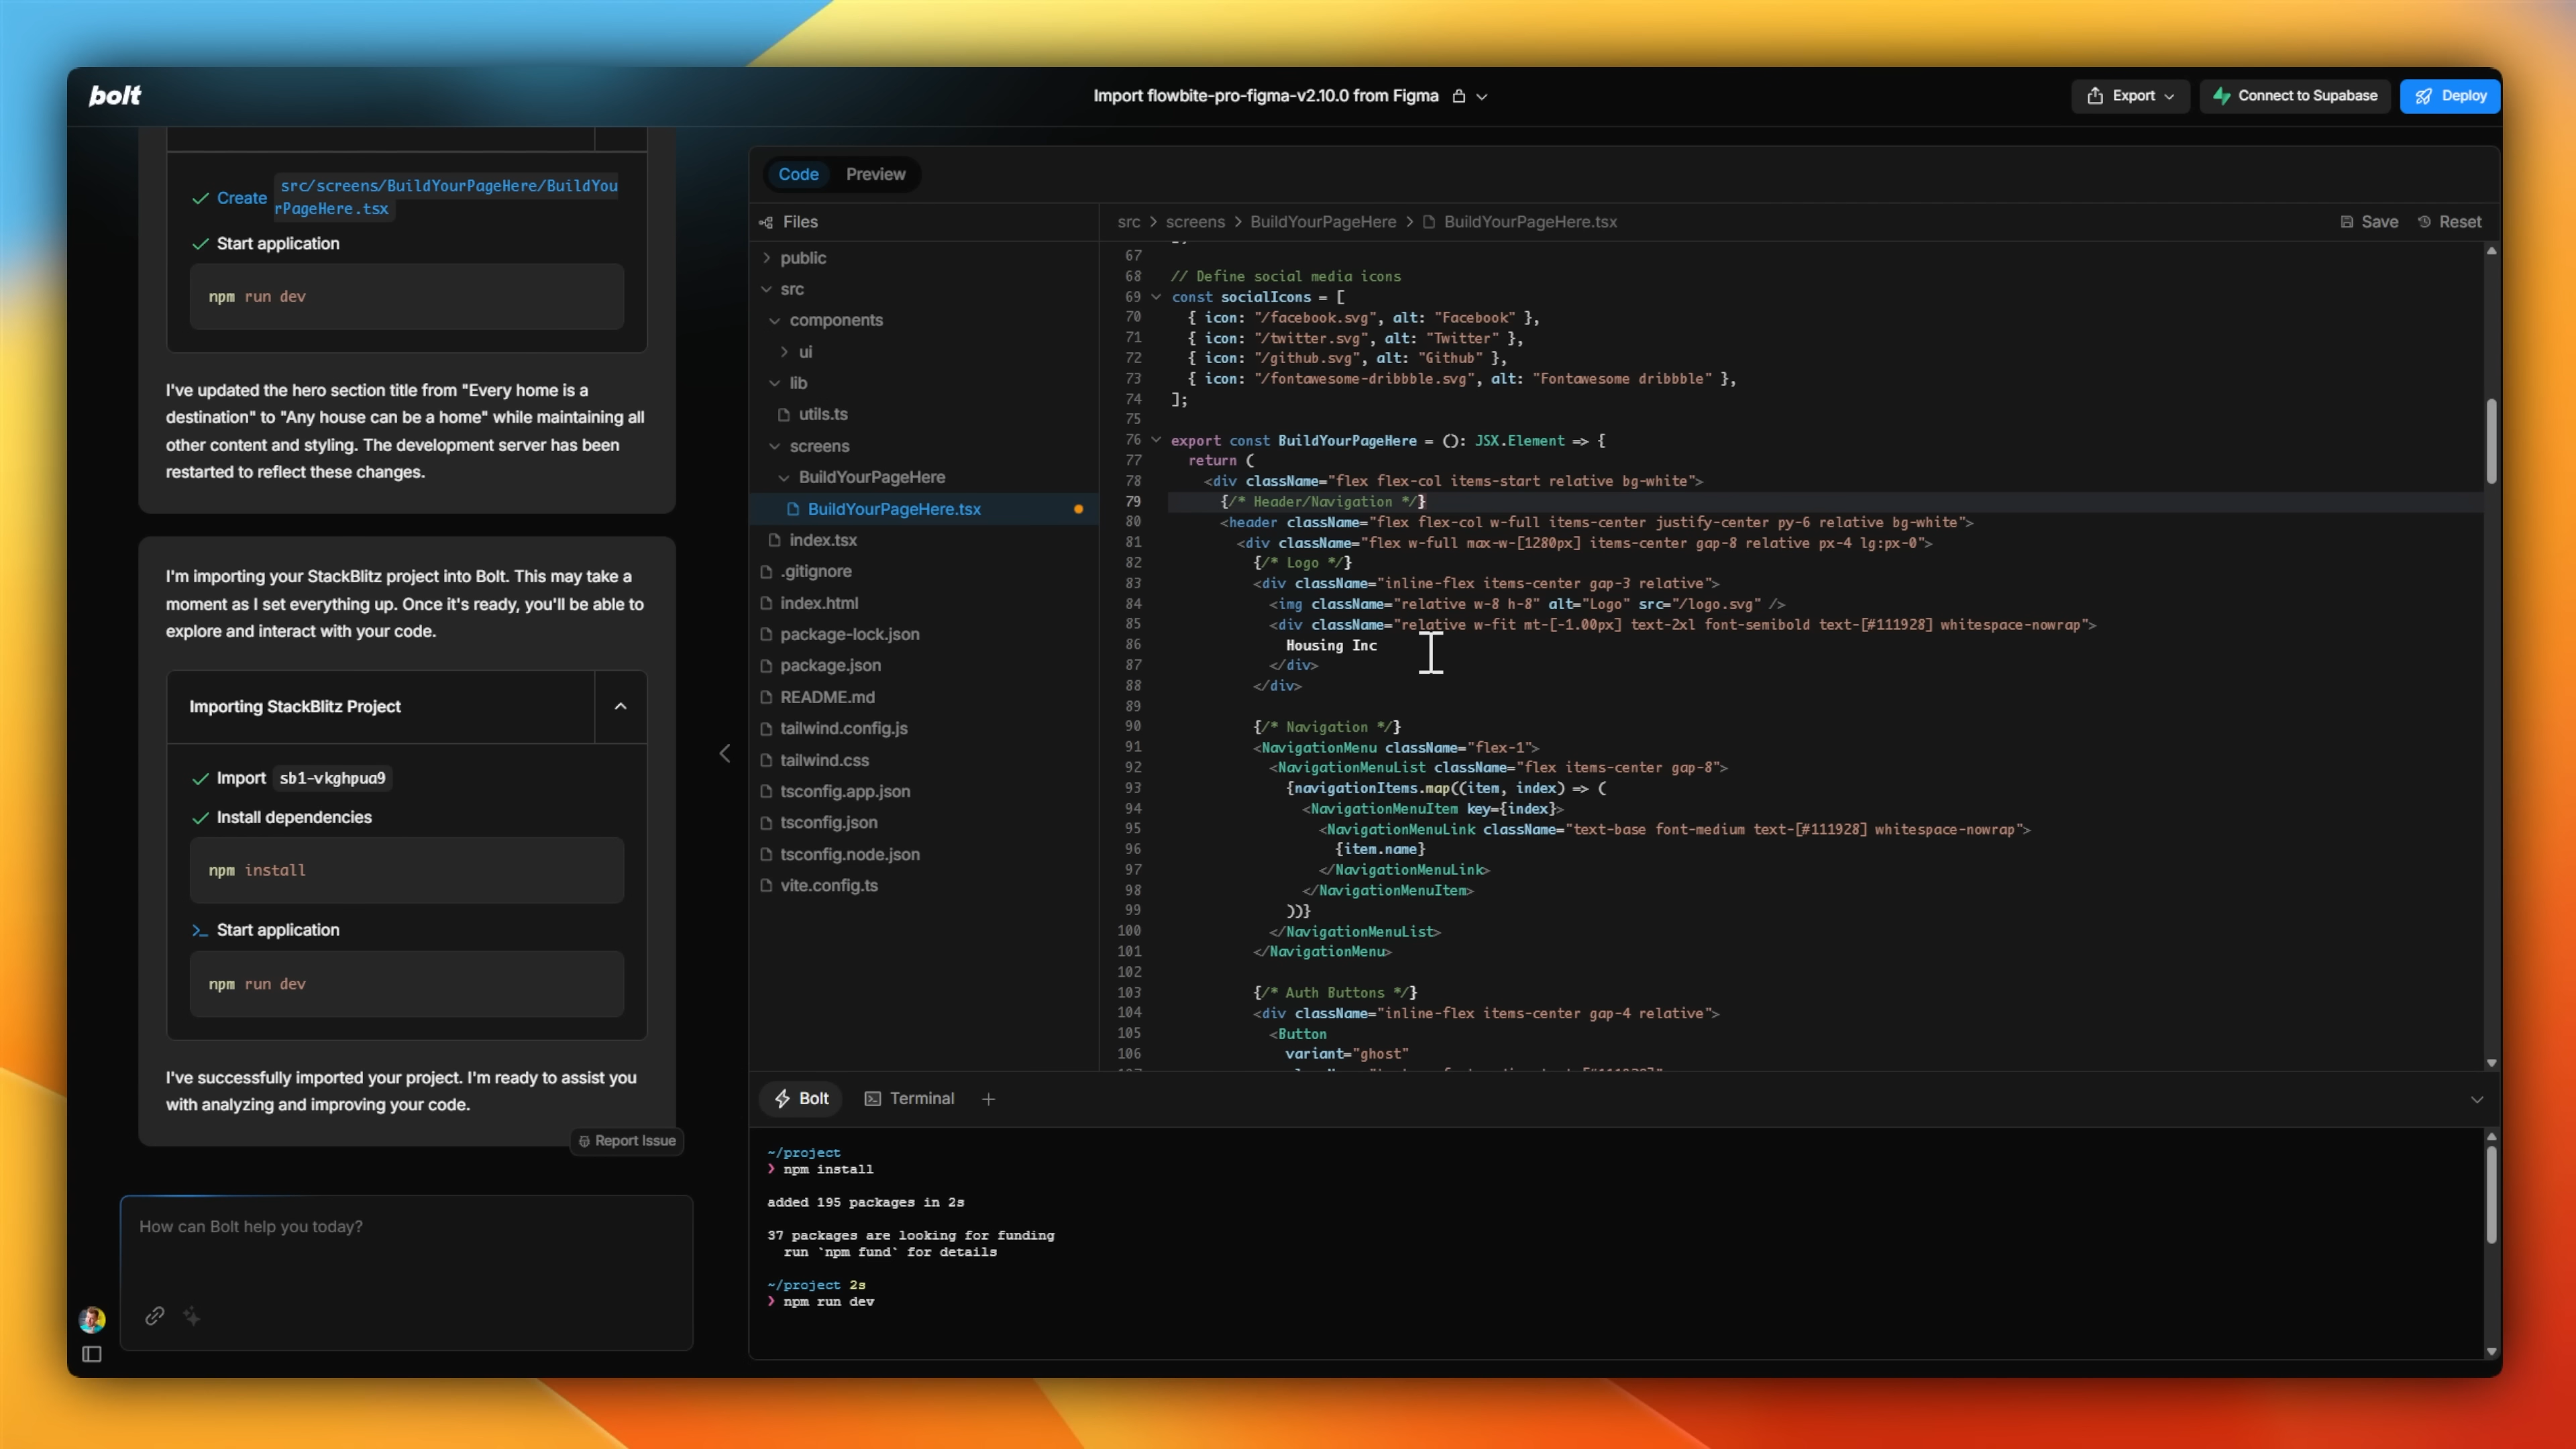 bolt
Import flowbite-pro-figma-v2.10.0 from Figma
Export
Connect to Supabase
Deploy
Create src/screens/BuildYourPageHere/BuildYou
rPageHere.tsx
Start application
npm run dev
I've updated the hero section title from "Every home is a
destination" to "Any house can be a home" while maintaining all
other content and styling. The development server has been
restarted to reflect these changes.
I'm importing your StackBlitz project into Bolt. This may take a
moment as I set everything up. Once it's ready, you'll be able to
explore and interact with your code.
Importing StackBlitz Project
Import sb1-vkghpua9
Install dependencies
npm install
Start application
npm run dev
I've successfully imported your project. I'm ready to assist you
with analyzing and improving your code.
Report Issue
How can Bolt help you today?
Code Preview
Files
public
src
components
ui
lib
utils.ts
screens
BuildYourPageHere
BuildYourPageHere.tsx
index.tsx
.gitignore
index.html
package-lock.json
package.json
README.md
tailwind.config.js
tailwind.css
tsconfig.app.json
tsconfig.json
tsconfig.node.json
vite.config.ts
src > screens > BuildYourPageHere > BuildYourPageHere.tsx
Save Reset
67
68 // Define social media icons
69 const socialIcons = [
70 { icon: "/facebook.svg", alt: "Facebook" },
71 { icon: "/twitter.svg", alt: "Twitter" },
72 { icon: "/github.svg", alt: "Github" },
73 { icon: "/fontawesome-dribbble.svg", alt: "Fontawesome dribbble" },
74 ];
75
76 export const BuildYourPageHere = (): JSX.Element => {
77 return (
78 <div className="flex flex-col items-start relative bg-white">
79 {/* Header/Navigation */}
80 <header className="flex flex-col w-full items-center justify-center py-6 relative bg-white">
81 <div className="flex w-full max-w-[1280px] items-center gap-8 relative px-4 lg:px-0">
82 {/* Logo */}
83 <div className="inline-flex items-center gap-3 relative">
84 <img className="relative w-8 h-8" alt="Logo" src="/logo.svg" />
85 <div className="relative w-fit mt-[-1.00px] text-2xl font-semibold text-[#111928] whitespace-nowrap">
86 Housing Inc
87 </div>
88 </div>
89
90 {/* Navigation */}
91 <NavigationMenu className="flex-1">
92 <NavigationMenuList className="flex items-center gap-8">
93 {navigationItems.map((item, index) => (
94 <NavigationMenuItem key={index}>
95 <NavigationMenuLink className="text-base font-medium text-[#111928] whitespace-nowrap">
96 {item.name}
97 </NavigationMenuLink>
98 </NavigationMenuItem>
99 ))}
100 </NavigationMenuList>
101 </NavigationMenu>
102
103 {/* Auth Buttons */}
104 <div className="inline-flex items-center gap-4 relative">
105 <Button
106 variant="ghost"
Bolt Terminal +
~/project
❯ npm install
added 195 packages in 2s
37 packages are looking for funding
run `npm fund` for details
~/project 2s
❯ npm run dev